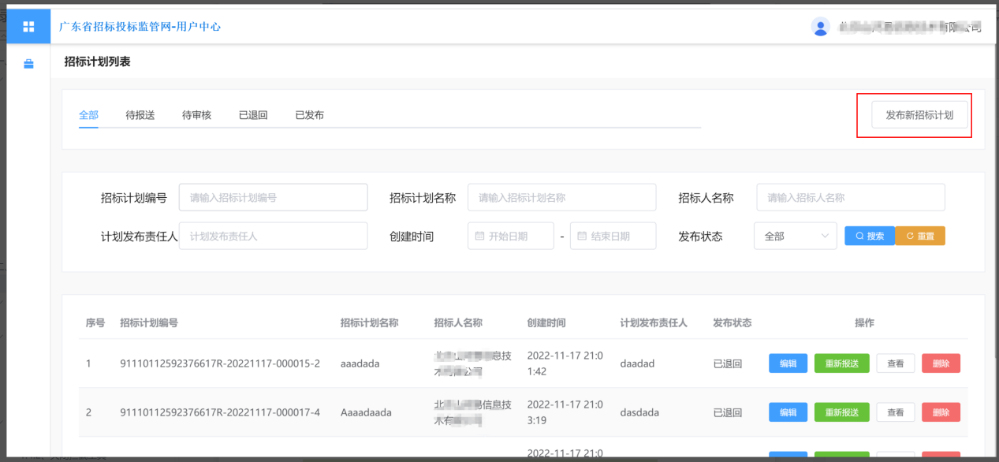 广东省招标投标监管网-用户中心
有限公司
招标计划列表
全部 待报送 待审核 已退回 已发布 发布新招标计划
招标计划编号 请输入招标计划编号 招标计划名称 请输入招标计划名称 招标人名称 请输入招标人名称
计划发布责任人 计划发布责任人 创建时间 开始日期 - 结束日期 发布状态 全部 搜索 重置
序号 招标计划编号 招标计划名称 招标人名称 创建时间 计划发布责任人 发布状态 操作
1 91110112592376617R-20221117-000015-2 aaadada 息技 2022-11-17 21:0 daadad 已退回 编辑 重新报送 查看 删除
公司 1:42
2 91110112592376617R-20221117-000017-4 Aaaadaada 信息技 2022-11-17 21:0 dasdada 已退回 编辑 重新报送 查看 删除
术有 3:19
2022-11-17 21:0